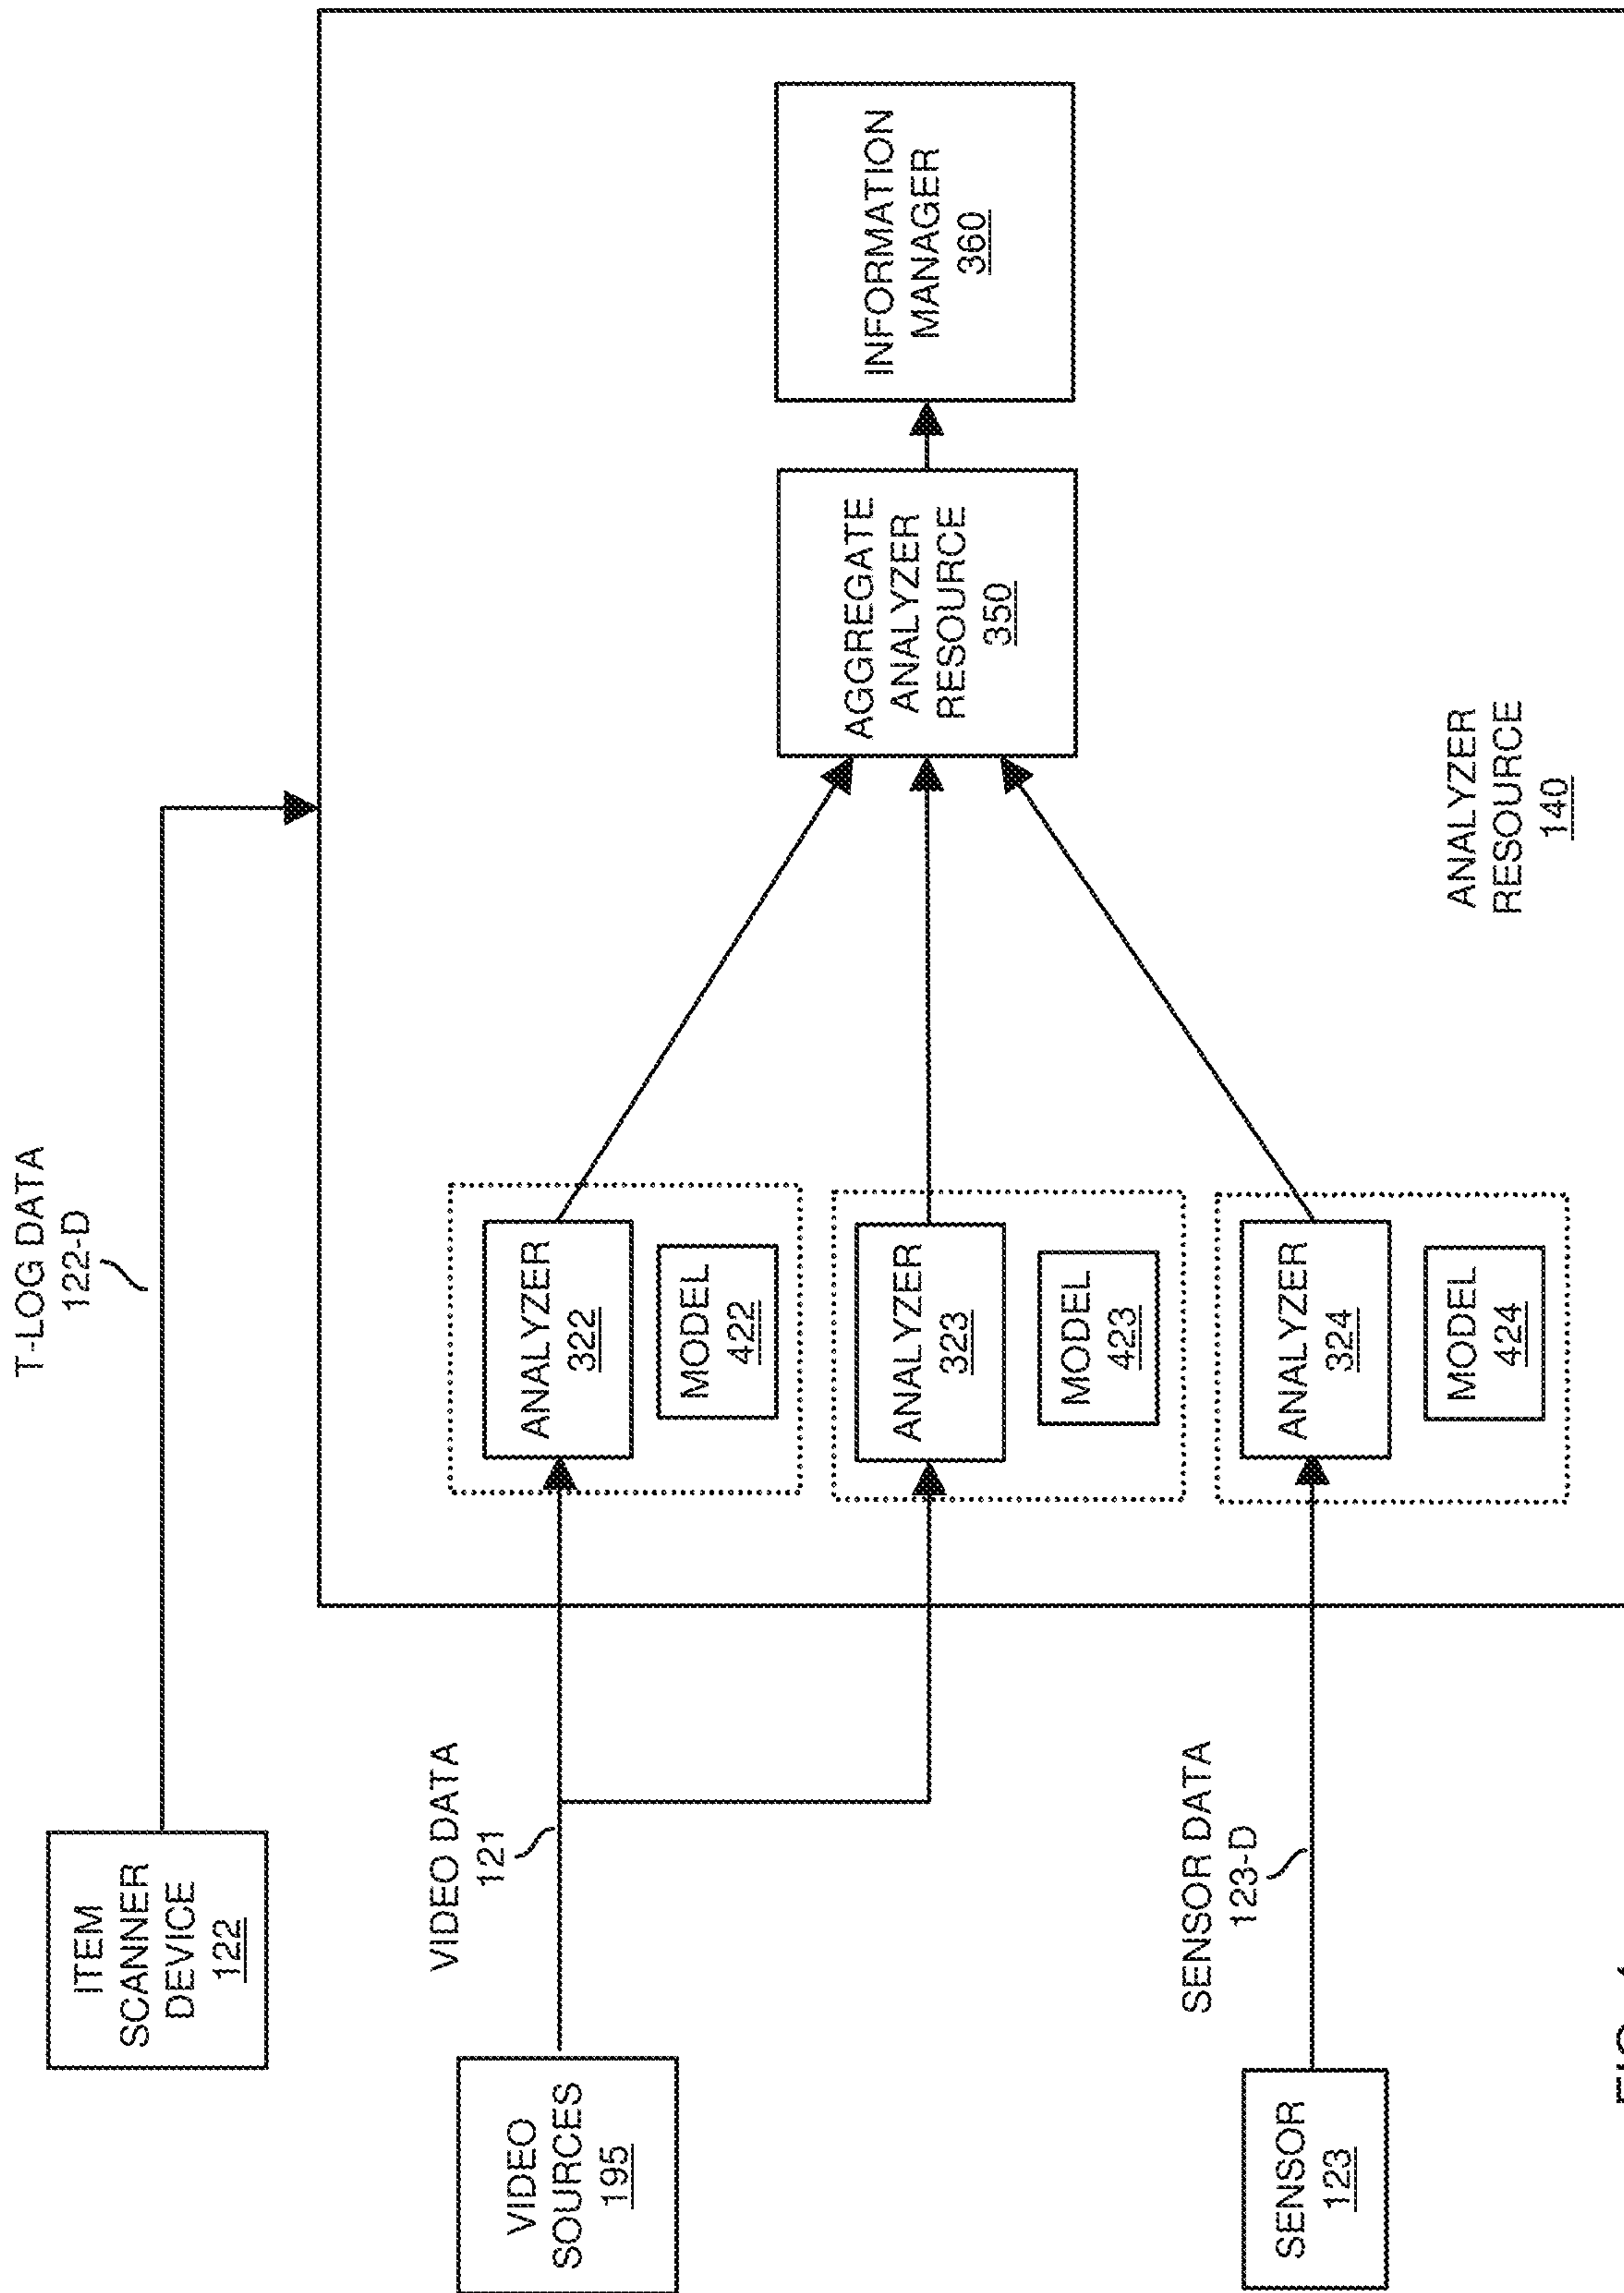 T-LOG DATA
122-D
ITEM
SCANNER
DEVICE
122
VIDEO DATA
121
VIDEO
SOURCES
195
SENSOR DATA
123-D
SENSOR
123
ANALYZER
322
MODEL
422
ANALYZER
323
MODEL
423
ANALYZER
324
MODEL
424
AGGREGATE
ANALYZER
RESOURCE
350
INFORMATION
MANAGER
360
ANALYZER
RESOURCE
140